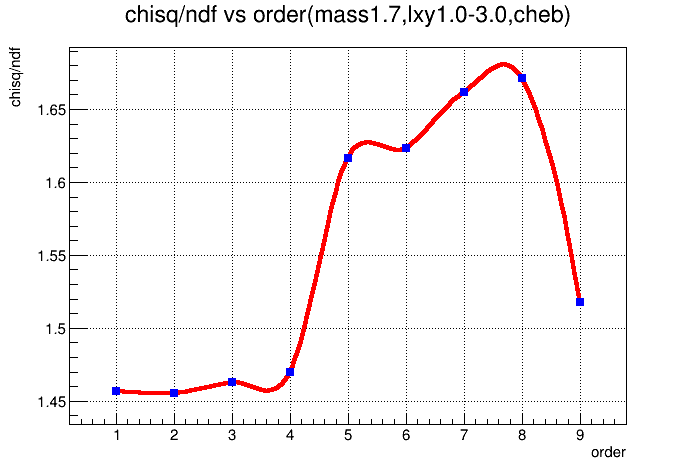 chisq/ndf vs order(mass1.7,lxy1.0-3.0,cheb)
chisq/ndf
1.65
1.6
1.55
1.5
1.45
1 2 3 4 5 6 7 8 9
order